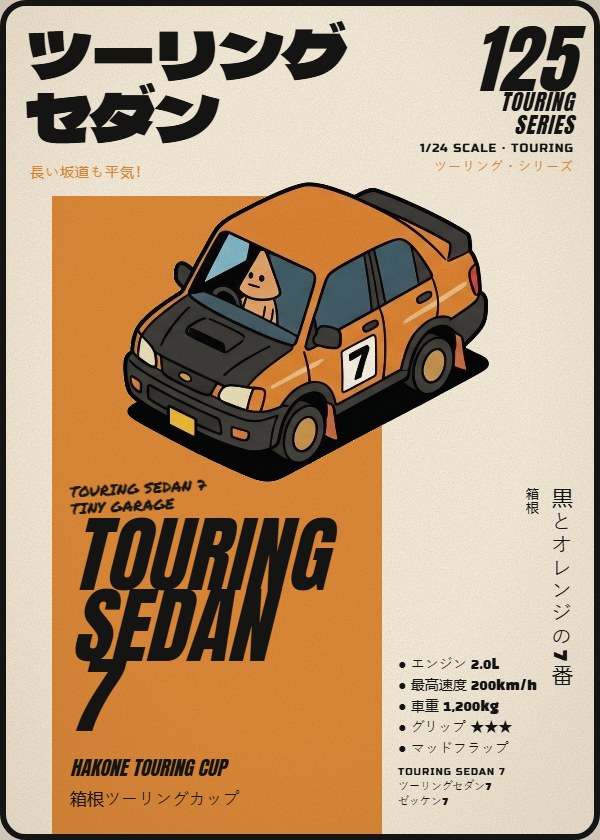 ツーリング
セダン
長い坂道も平気!
125
TOURING
SERIES
1/24 SCALE · TOURING
ツーリング・シリーズ
7
TOURING SEDAN 7
TINY GARAGE
TOURING
SEDAN
7
HAKONE TOURING CUP
箱根ツーリングカップ
黒とオレンジの7番
箱根
● エンジン 2.0L
● 最高速度 200km/h
● 車重 1,200kg
● グリップ ★★★
● マッドフラップ
TOURING SEDAN 7
ツーリングセダン7
ゼッケン7